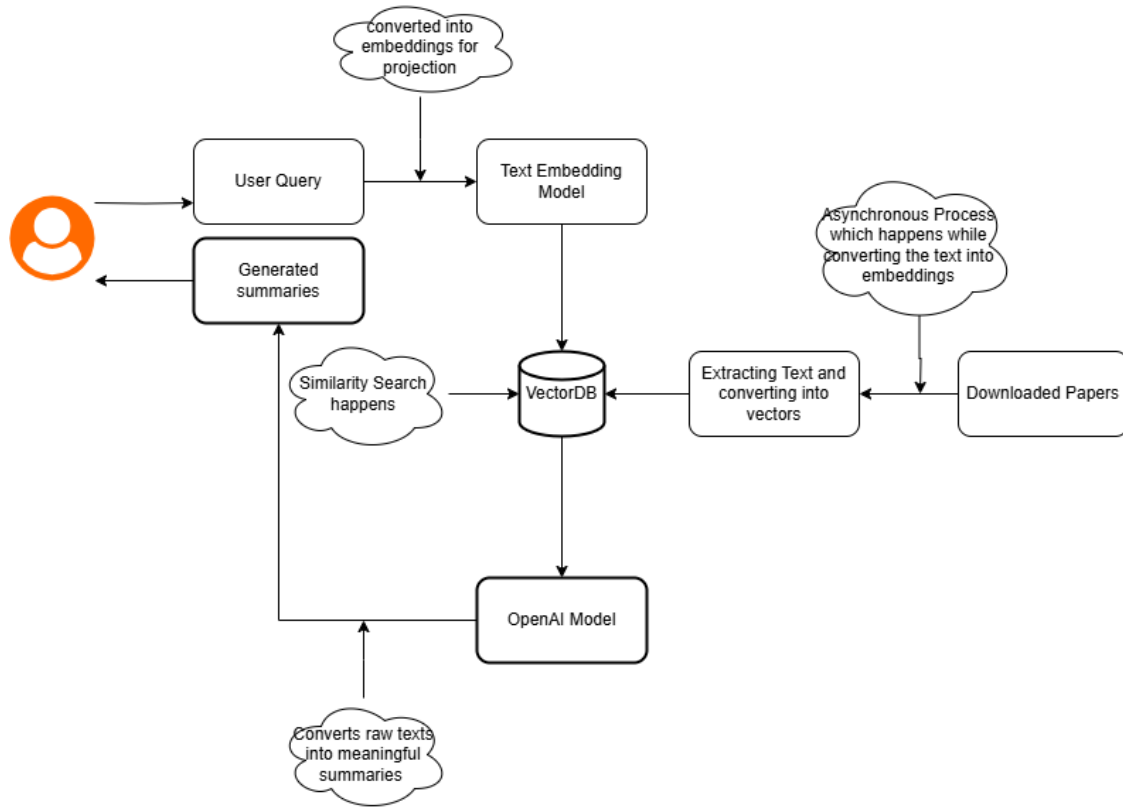 converted into
embeddings for
projection
User Query
Text Embedding
Model
Asynchronous Process
which happens while
converting the text into
embeddings
Generated
summaries
Similarity Search
happens
VectorDB
Extracting Text and
converting into
vectors
Downloaded Papers
OpenAI Model
Converts raw texts
into meaningful
summaries